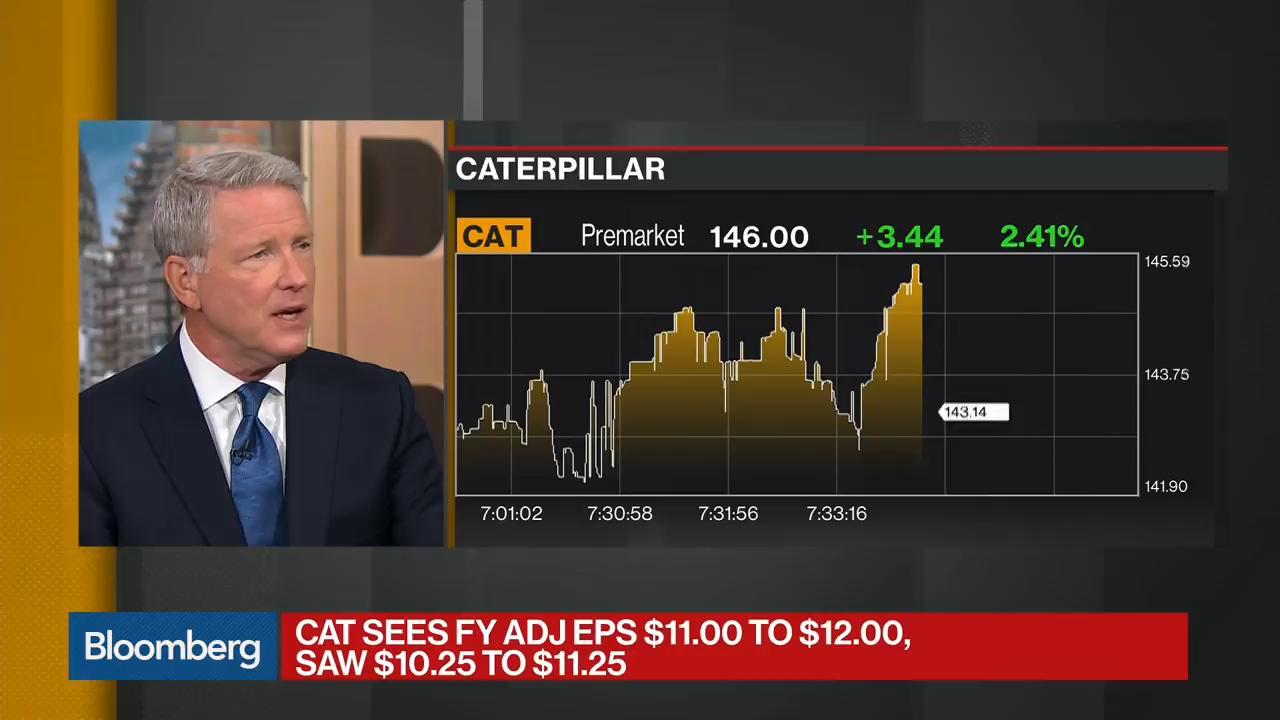 CATERPILLAR
CAT Premarket 146.00 +3.44 2.41%
145.59
143.75
143.14
141.90
7:01:02 7:30:58 7:31:56 7:33:16
Bloomberg
CAT SEES FY ADJ EPS $11.00 TO $12.00,
SAW $10.25 TO $11.25